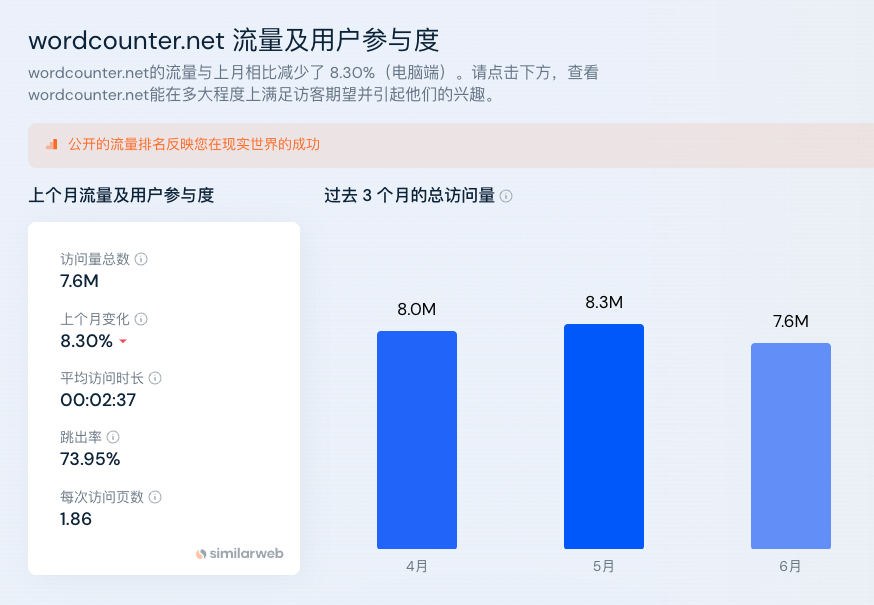 wordcounter.net 流量及用户参与度
wordcounter.net的流量与上月相比减少了 8.30%（电脑端）。请点击下方，查看
wordcounter.net能在多大程度上满足访客期望并引起他们的兴趣。
公开的流量排名反映您在现实世界的成功
上个月流量及用户参与度
访问量总数
7.6M
上个月变化
8.30%
平均访问时长
00:02:37
跳出率
73.95%
每次访问页数
1.86
similarweb
过去 3 个月的总访问量
8.0M
8.3M
7.6M
4月
5月
6月